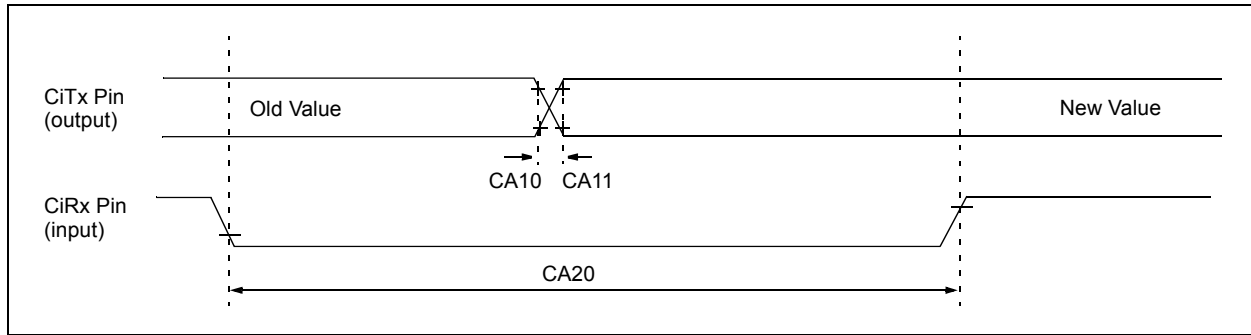 CiTx Pin
(output)
Old Value
New Value
CA10 CA11
CiRx Pin
(input)
CA20